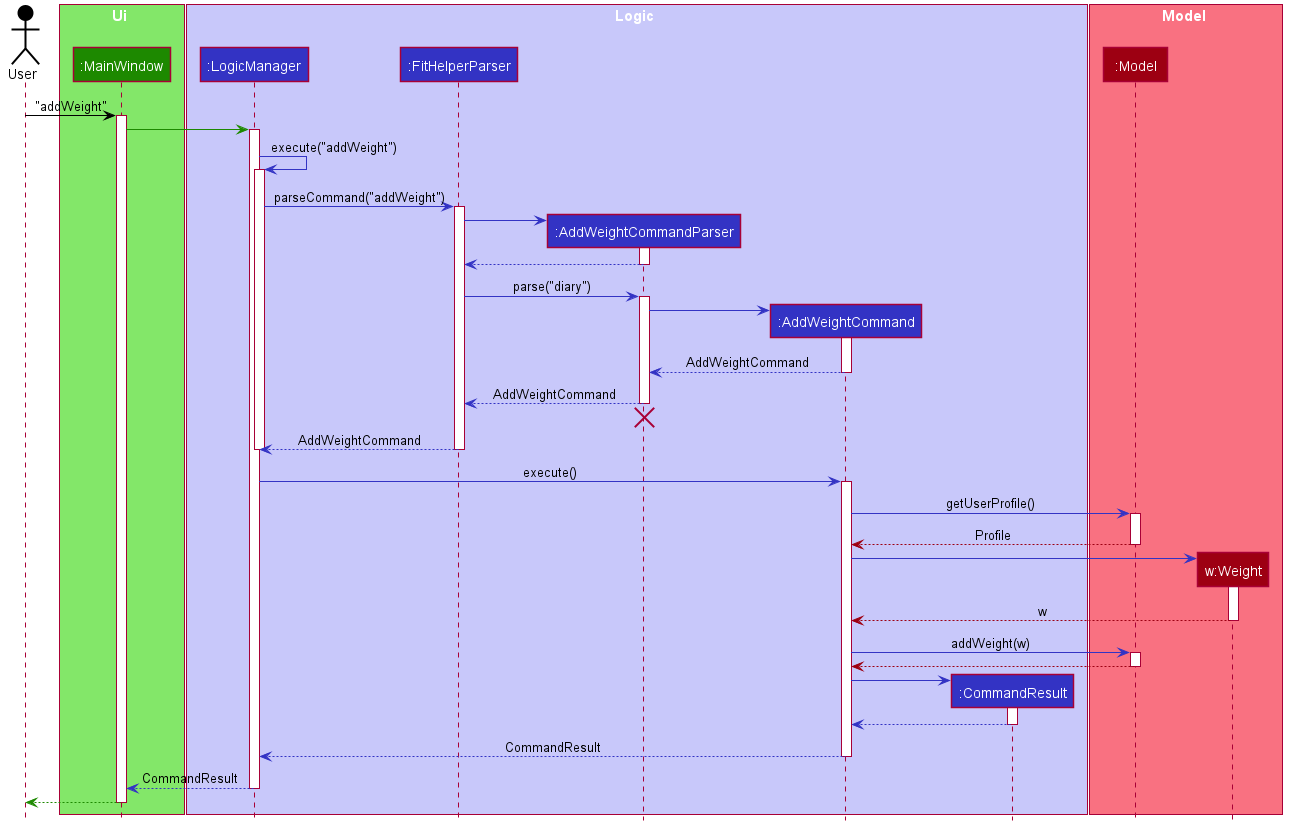 Ui
Logic
Model
User
:MainWindow
:LogicManager
:FitHelperParser
:Model
"addWeight"
execute("addWeight")
parseCommand("addWeight")
:AddWeightCommandParser
parse("diary")
:AddWeightCommand
AddWeightCommand
AddWeightCommand
AddWeightCommand
execute()
getUserProfile()
Profile
w:Weight
w
addWeight(w)
:CommandResult
CommandResult
CommandResult